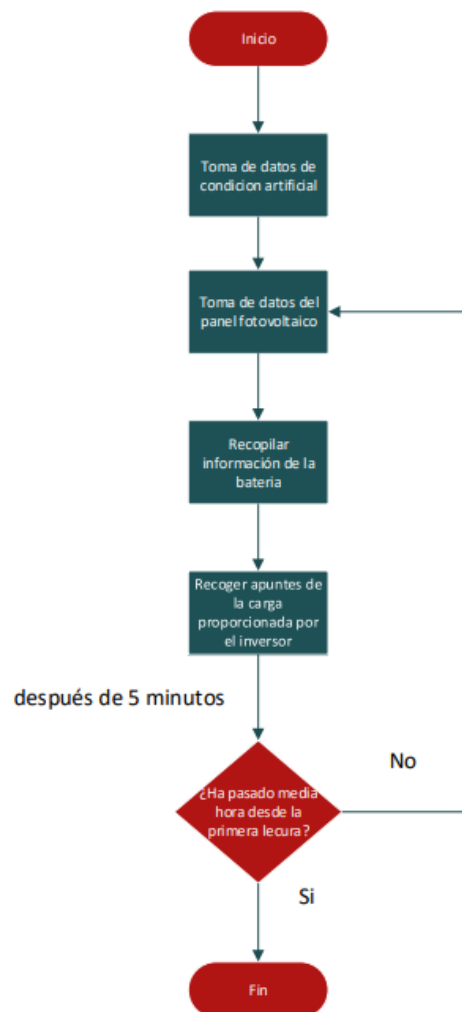 Inicio
Toma de datos de
condicion artificial
Toma de datos del
panel fotovoltaico
Recopilar
información de la
bateria
Recoger apuntes de
la carga
proporcionada por
el inversor
después de 5 minutos
¿Ha pasado media
hora desde la
primera lecura?
No
Si
Fin